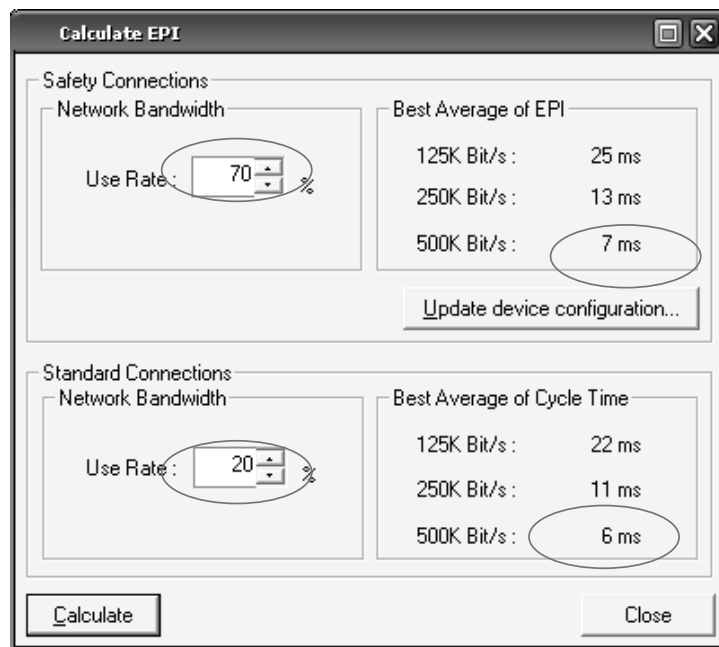 Calculate EPI
Safety Connections
Network Bandwidth
Use Rate : 70 %
Best Average of EPI
125K Bit/s : 25 ms
250K Bit/s : 13 ms
500K Bit/s : 7 ms
Update device configuration...
Standard Connections
Network Bandwidth
Use Rate : 20 %
Best Average of Cycle Time
125K Bit/s : 22 ms
250K Bit/s : 11 ms
500K Bit/s : 6 ms
Calculate
Close